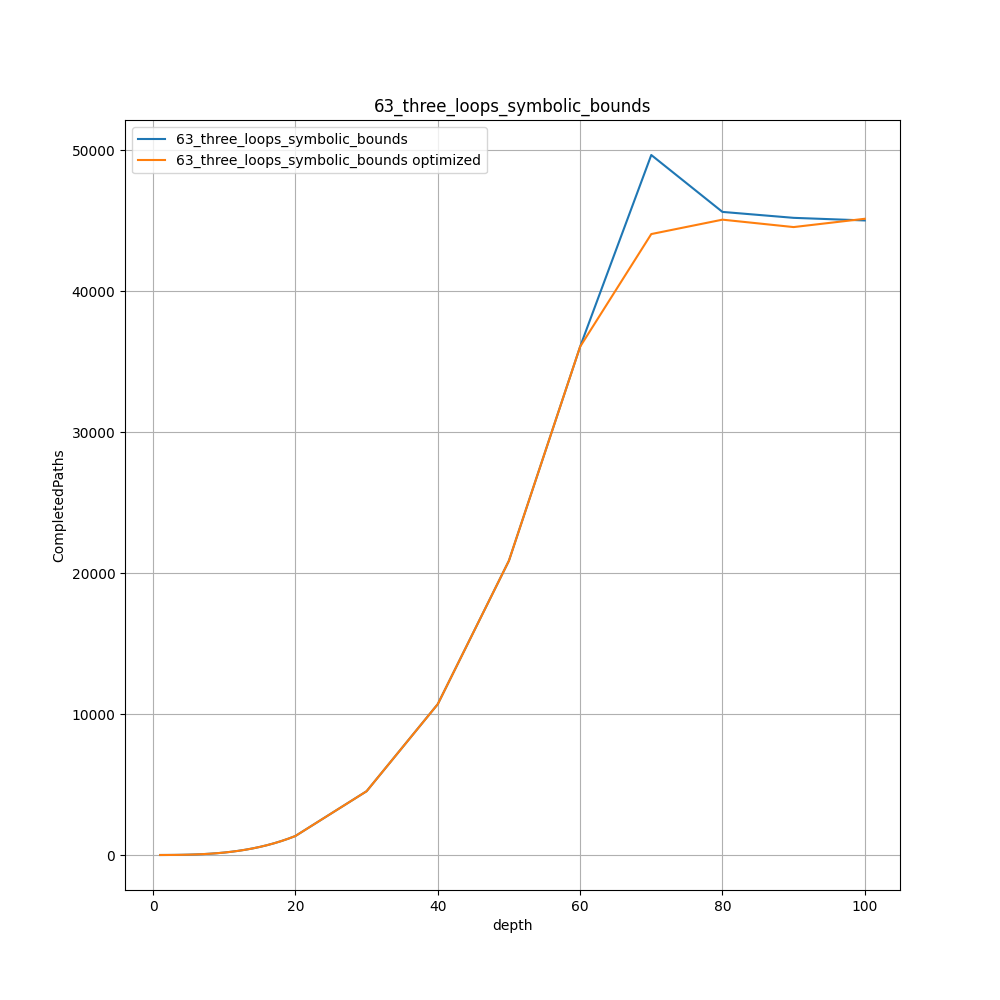 63_three_loops_symbolic_bounds
63_three_loops_symbolic_bounds
63_three_loops_symbolic_bounds optimized
50000
40000
30000
20000
10000
0
CompletedPaths
0 20 40 60 80 100
depth